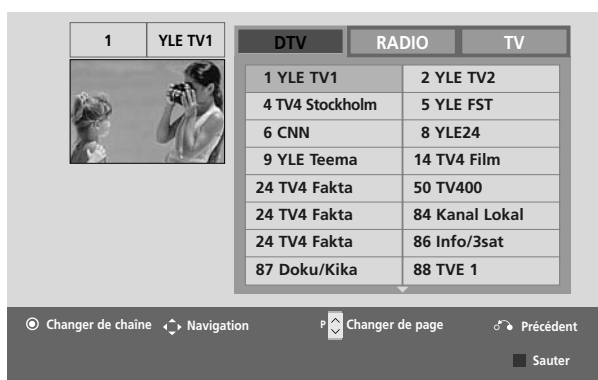 1 YLE TV1
DTV RADIO TV
1 YLE TV1 2 YLE TV2
4 TV4 Stockholm 5 YLE FST
6 CNN 8 YLE24
9 YLE Teema 14 TV4 Film
24 TV4 Fakta 50 TV400
24 TV4 Fakta 84 Kanal Lokal
24 TV4 Fakta 86 Info/3sat
87 Doku/Kika 88 TVE 1
Changer de chaîne Navigation P Changer de page Précédent
Sauter